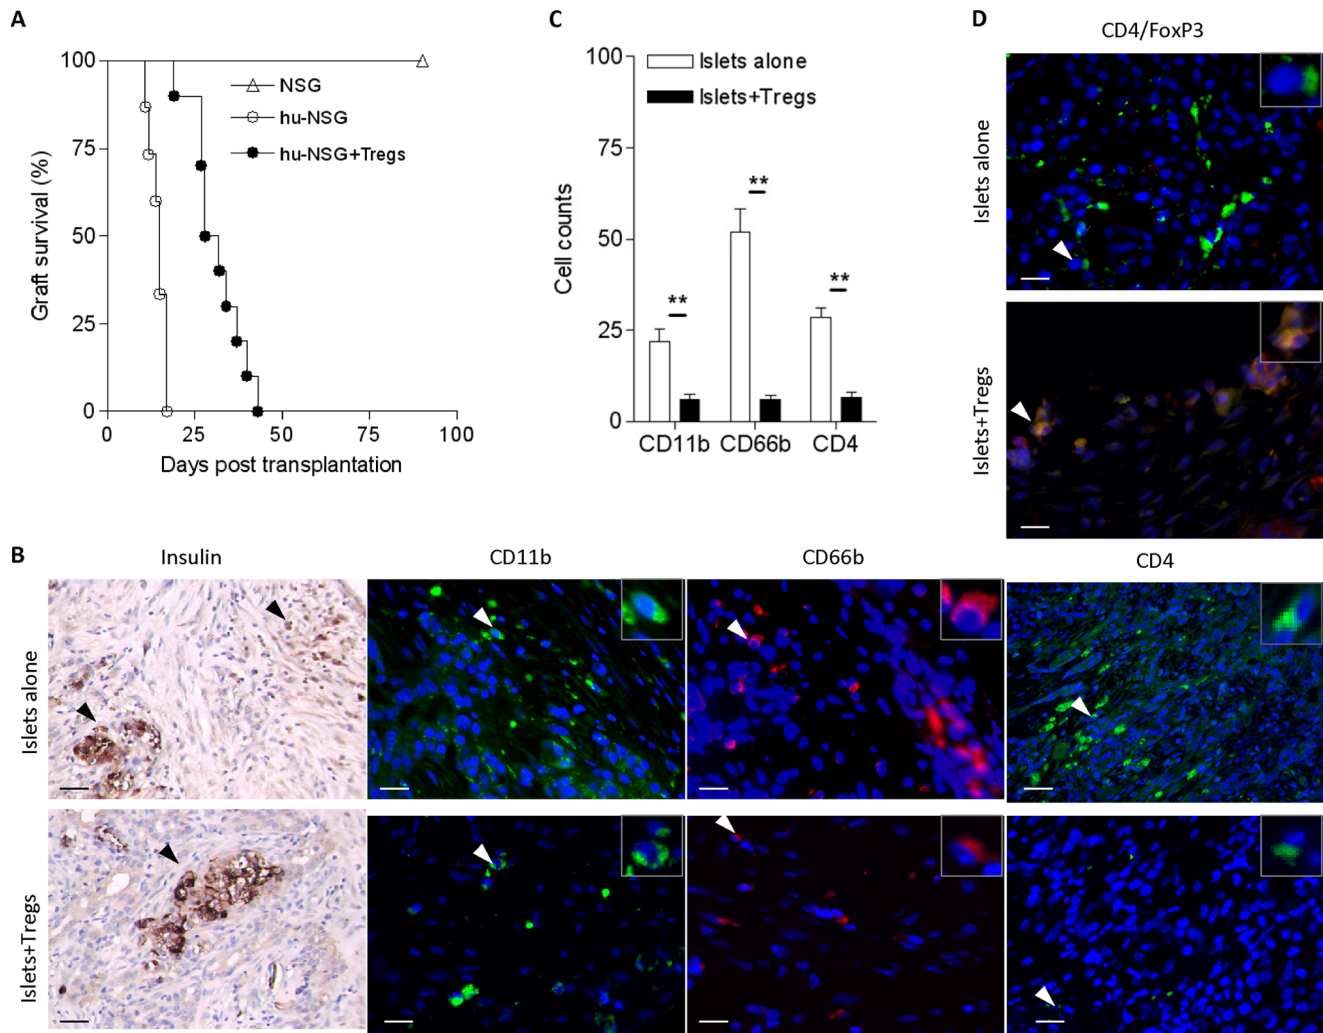 A
100
75
50
25
0
Graft survival (%)
NSG
hu-NSG
hu-NSG+Tregs
0 25 50 75 100
Days post transplantation
C
100
75
50
25
0
Cell counts
Islets alone
Islets+Tregs
**
**
**
CD11b CD66b CD4
D
CD4/FoxP3
Islets alone
Islets+Tregs
B
Insulin CD11b CD66b CD4
Islets alone
Islets+Tregs